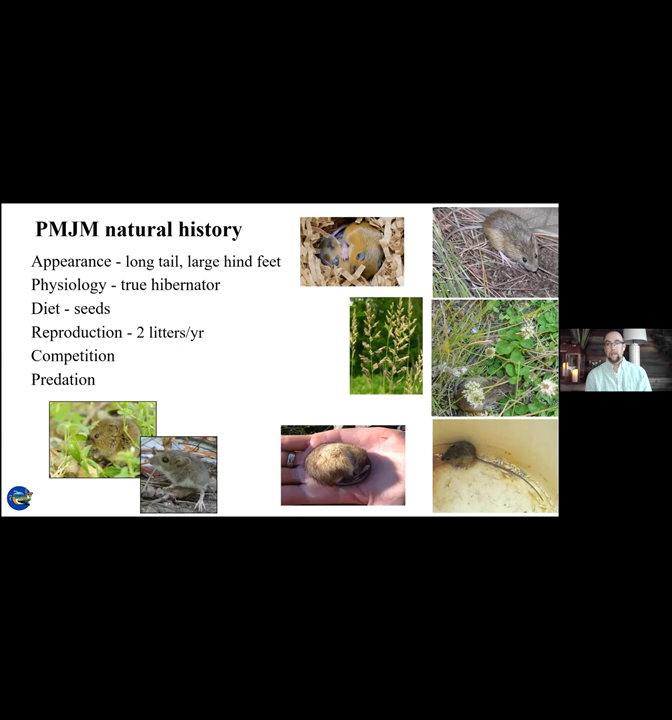 PMJM natural history
Appearance - long tail, large hind feet
Physiology - true hibernator
Diet - seeds
Reproduction - 2 litters/yr
Competition
Predation